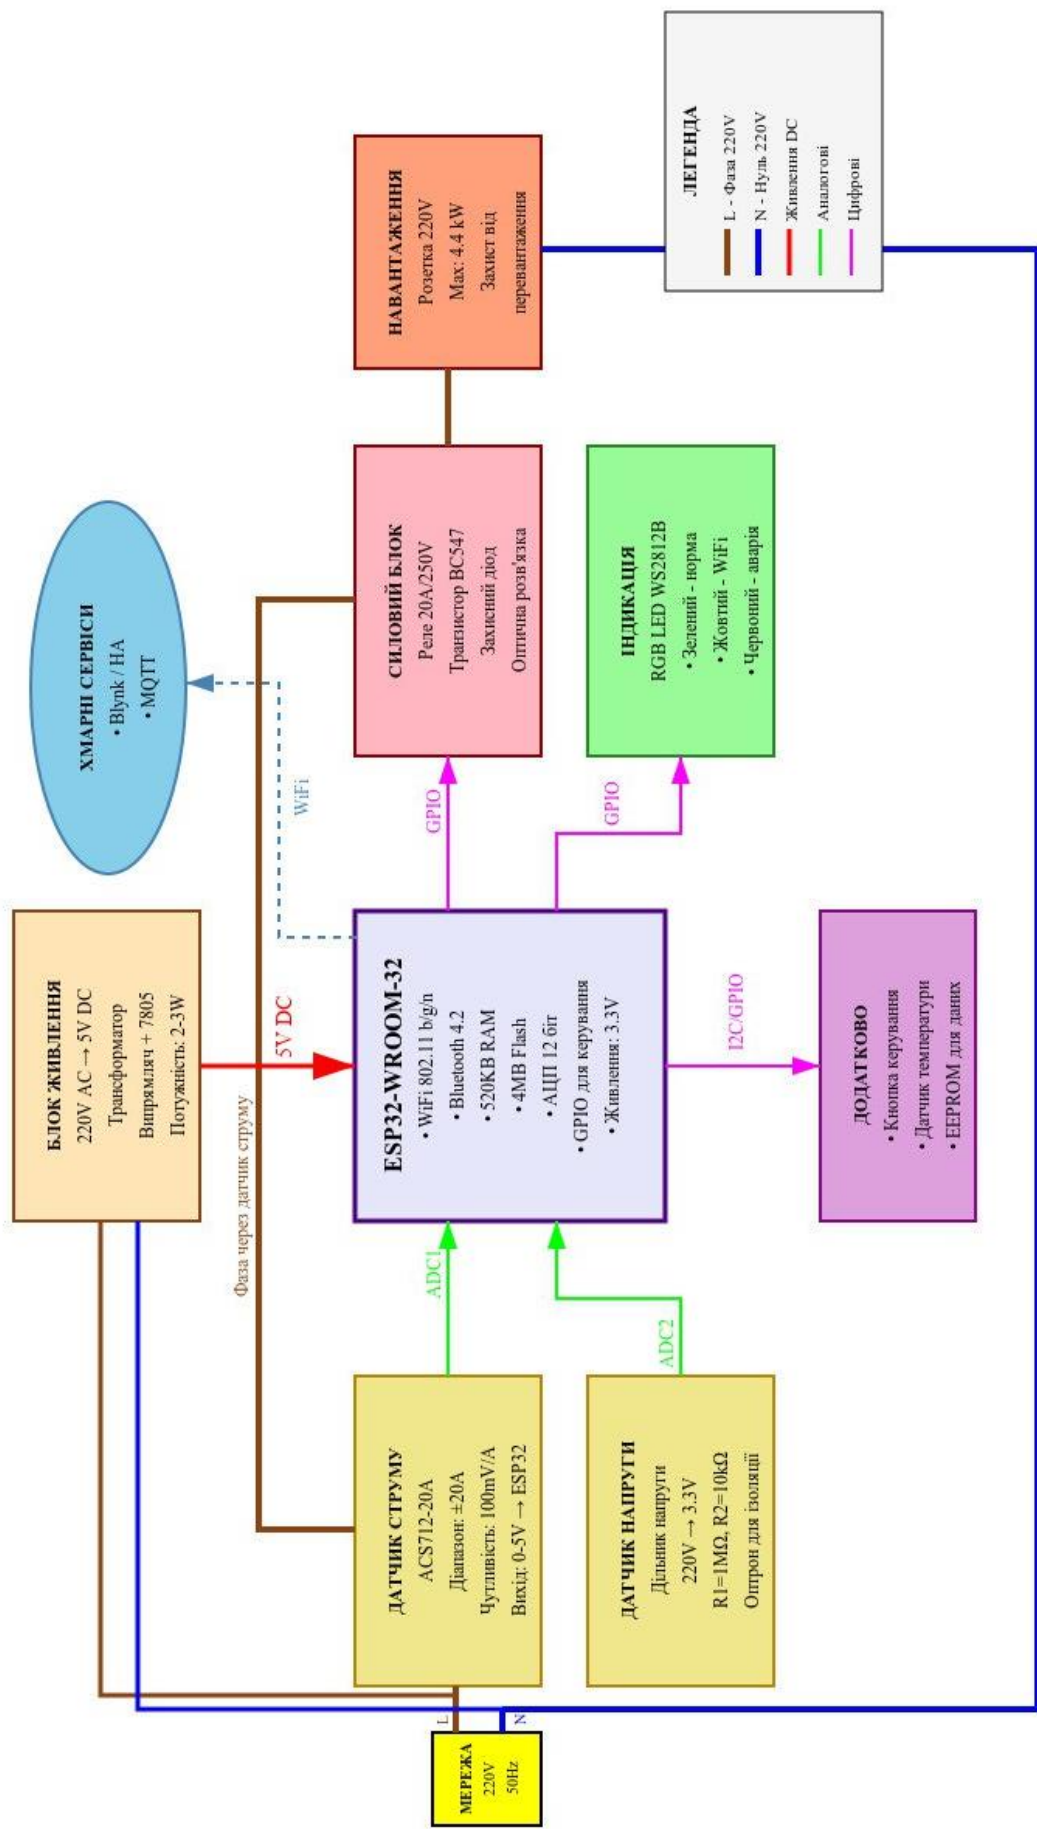 МЕРЕЖА
220V
50Hz
L
N
БЛОК ЖИВЛЕННЯ
220V AC → 5V DC
Трансформатор
Випрямляч + 7805
Потужність: 2-3W
ХМАРНІ СЕРВІСИ
• Blynk / HA
• MQTT
Фаза через датчик струму
5V DC
WiFi
ДАТЧИК СТРУМУ
ACS712-20A
Діапазон: ±20A
Чутливість: 100mV/A
Вихід: 0-5V → ESP32
ADC1
ESP32-WROOM-32
• WiFi 802.11 b/g/n
• Bluetooth 4.2
• 520KB RAM
• 4MB Flash
• АЦП 12 біт
• GPIO для керування
• Живлення: 3.3V
GPIO
СИЛОВИЙ БЛОК
Реле 20A/250V
Транзистор BC547
Захисний діод
Оптична розв'язка
НАВАНТАЖЕННЯ
Розетка 220V
Max: 4.4 kW
Захист від
перевантаження
ДАТЧИК НАПРУГИ
Дільник напруги
220V → 3.3V
R1=1MΩ, R2=10kΩ
Оптрон для ізоляції
ADC2
GPIO
ІНДИКАЦІЯ
RGB LED WS2812B
• Зелений - норма
• Жовтий - WiFi
• Червоний - аварія
I2C/GPIO
ДОДАТКОВО
• Кнопка керування
• Датчик температури
• EEPROM для даних
ЛЕГЕНДА
L - Фаза 220V
N - Нуль 220V
Живлення DC
Аналогові
Цифрові